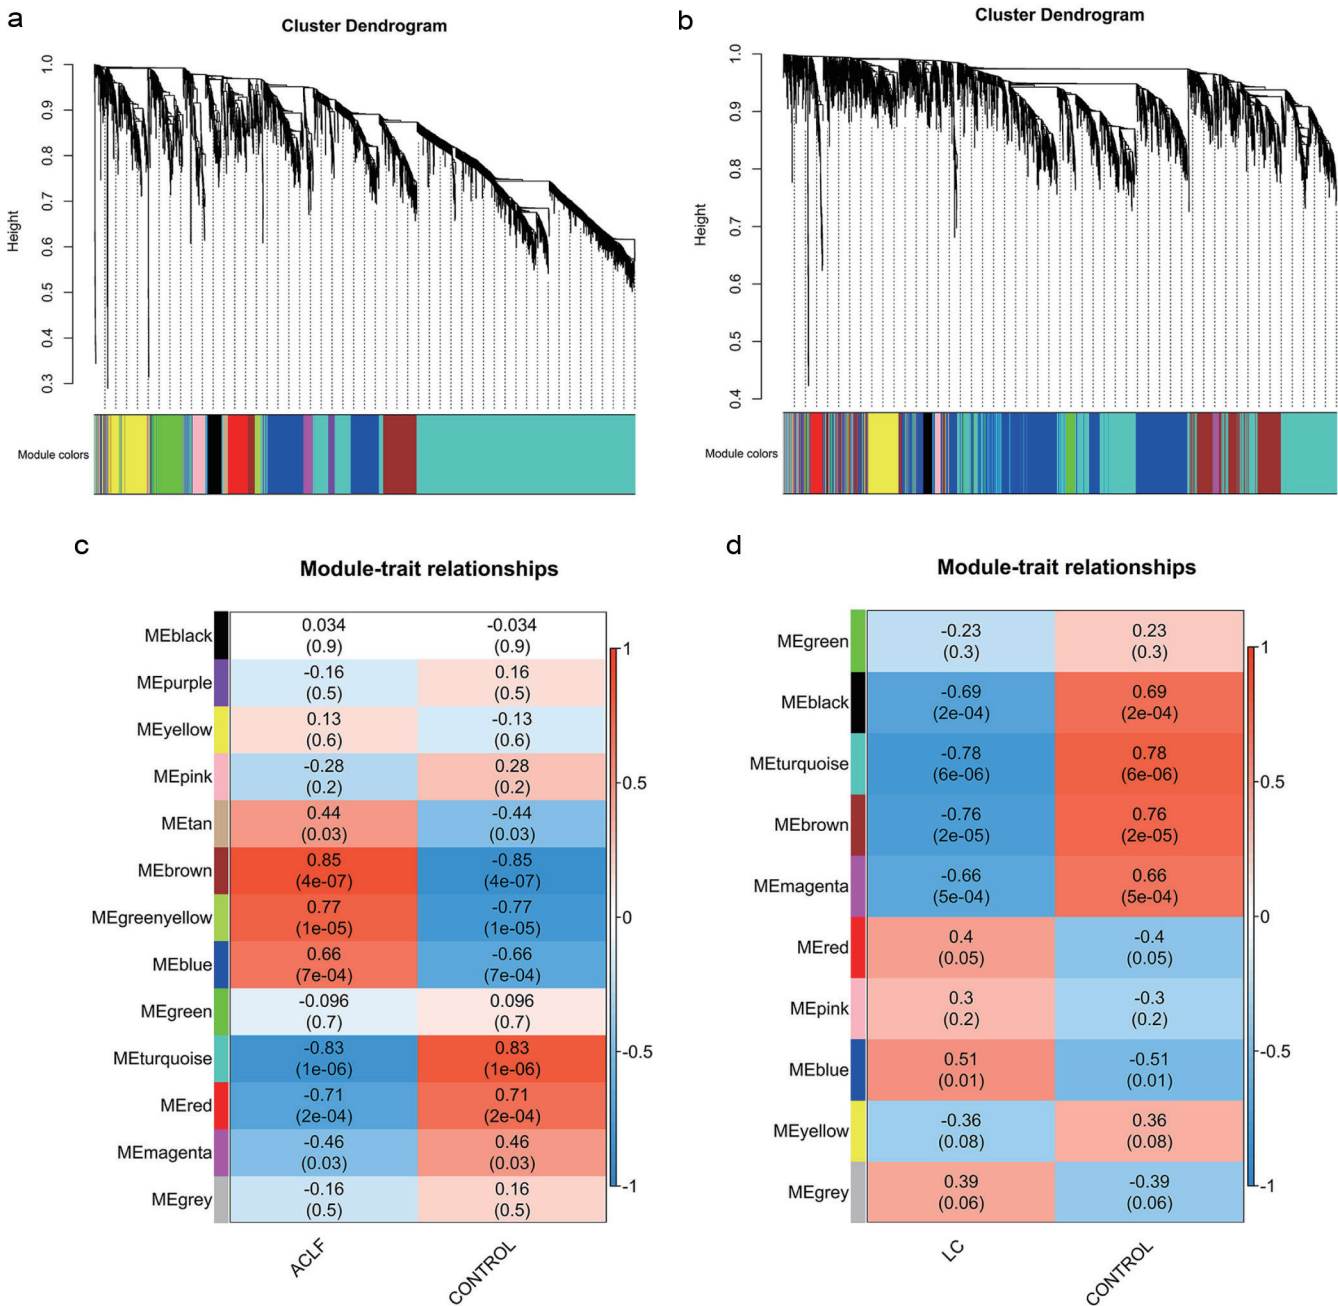 a
Cluster Dendrogram
Height
1.0
0.9
0.8
0.7
0.6
0.5
0.4
0.3
Module colors
b
Cluster Dendrogram
Height
1.0
0.9
0.8
0.7
0.6
0.5
0.4
Module colors
c
Module-trait relationships
MEblack
0.034
(0.9)
-0.034
(0.9)
MEpurple
-0.16
(0.5)
0.16
(0.5)
MEyellow
0.13
(0.6)
-0.13
(0.6)
MEpink
-0.28
(0.2)
0.28
(0.2)
MEtan
0.44
(0.03)
-0.44
(0.03)
MEbrown
0.85
(4e-07)
-0.85
(4e-07)
MEgreenyellow
0.77
(1e-05)
-0.77
(1e-05)
MEblue
0.66
(7e-04)
-0.66
(7e-04)
MEgreen
-0.096
(0.7)
0.096
(0.7)
MEturquoise
-0.83
(1e-06)
0.83
(1e-06)
MEred
-0.71
(2e-04)
0.71
(2e-04)
MEmagenta
-0.46
(0.03)
0.46
(0.03)
MEgrey
-0.16
(0.5)
0.16
(0.5)
ACLF
CONTROL
1
0.5
0
-0.5
-1
d
Module-trait relationships
MEgreen
-0.23
(0.3)
0.23
(0.3)
MEblack
-0.69
(2e-04)
0.69
(2e-04)
MEturquoise
-0.78
(6e-06)
0.78
(6e-06)
MEbrown
-0.76
(2e-05)
0.76
(2e-05)
MEmagenta
-0.66
(5e-04)
0.66
(5e-04)
MEred
0.4
(0.05)
-0.4
(0.05)
MEpink
0.3
(0.2)
-0.3
(0.2)
MEblue
0.51
(0.01)
-0.51
(0.01)
MEyellow
-0.36
(0.08)
0.36
(0.08)
MEgrey
0.39
(0.06)
-0.39
(0.06)
LC
CONTROL
1
0.5
0
-0.5
-1